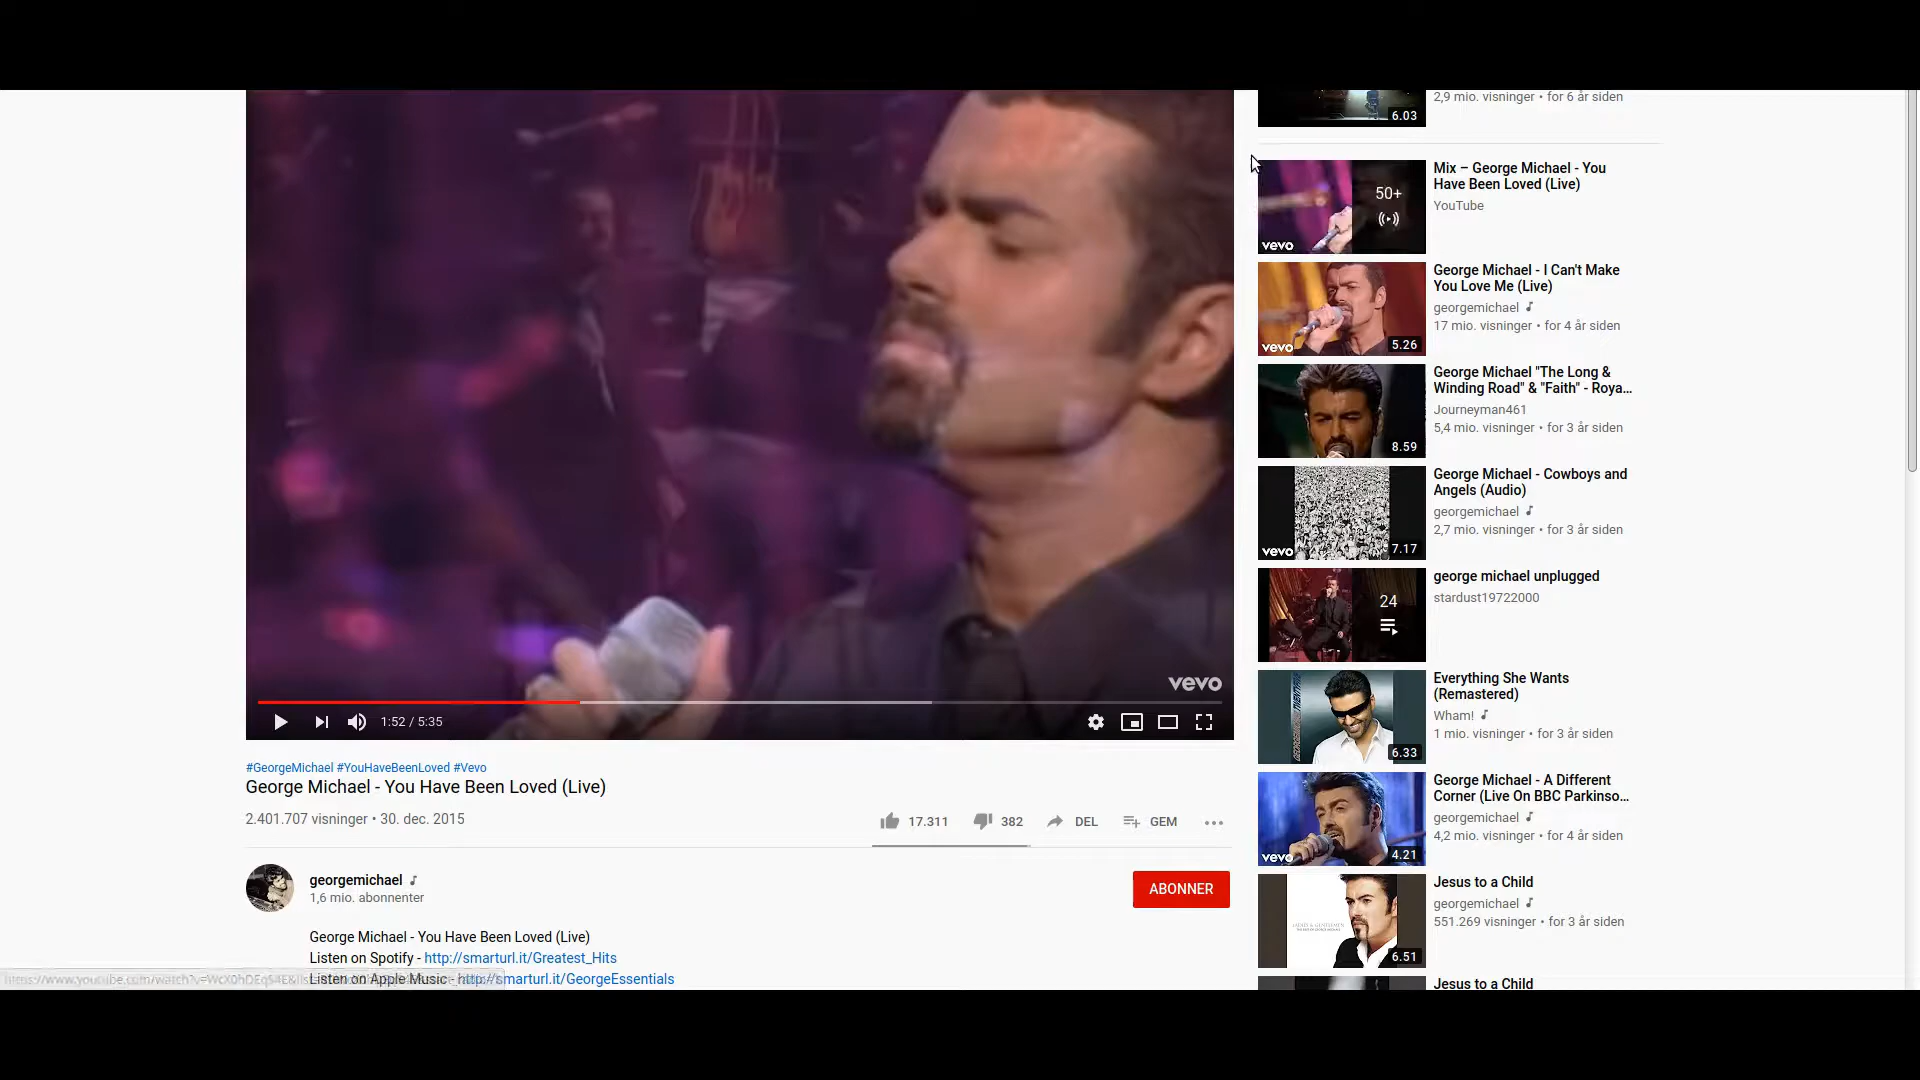 vevo
1:52 / 5:35
#GeorgeMichael #YouHaveBeenLoved #Vevo
George Michael - You Have Been Loved (Live)
2.401.707 visninger • 30. dec. 2015
17.311
382
DEL
GEM
georgemichael
1,6 mio. abonnenter
ABONNER
George Michael - You Have Been Loved (Live)
Listen on Spotify - http://smarturl.it/Greatest_Hits
Listen on Apple Music - http://smarturl.it/GeorgeEssentials
2,9 mio. visninger • for 6 år siden
6.03
Mix – George Michael - You
Have Been Loved (Live)
YouTube
50+
vevo
George Michael - I Can't Make
You Love Me (Live)
georgemichael
17 mio. visninger • for 4 år siden
vevo
5.26
George Michael "The Long &
Winding Road" & "Faith" - Roya...
Journeyman461
5,4 mio. visninger • for 3 år siden
8.59
George Michael - Cowboys and
Angels (Audio)
georgemichael
2,7 mio. visninger • for 3 år siden
vevo
7.17
george michael unplugged
stardust19722000
24
Everything She Wants
(Remastered)
Wham!
1 mio. visninger • for 3 år siden
6.33
George Michael - A Different
Corner (Live On BBC Parkinso...
georgemichael
4,2 mio. visninger • for 4 år siden
vevo
4.21
Jesus to a Child
georgemichael
551.269 visninger • for 3 år siden
6.51
Jesus to a Child